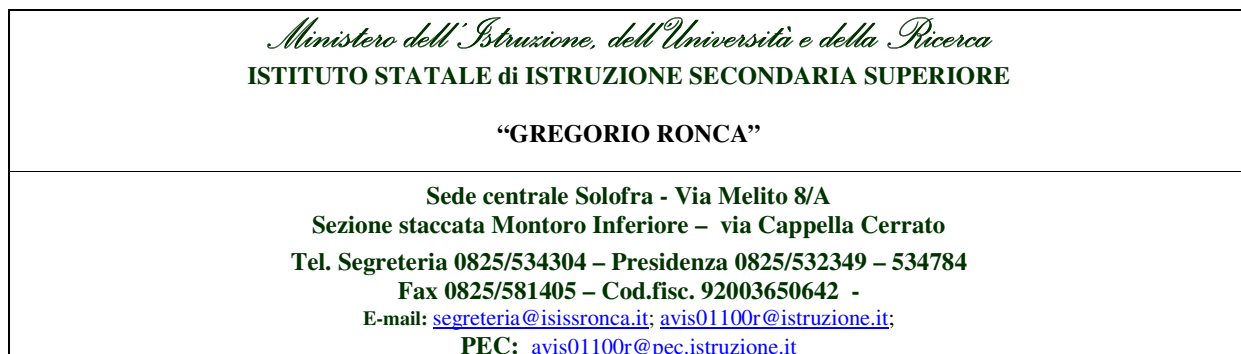 Ministero dell'Istruzione, dell'Università e della Ricerca
ISTITUTO STATALE di ISTRUZIONE SECONDARIA SUPERIORE
“GREGORIO RONCA”
Sede centrale Solofra - Via Melito 8/A
Sezione staccata Montoro Inferiore – via Cappella Cerrato
Tel. Segreteria 0825/534304 – Presidenza 0825/532349 – 534784
Fax 0825/581405 – Cod.fisc. 92003650642 -
E-mail: segreteria@isissronca.it; avis01100r@istruzione.it;
PEC: avis01100r@pec.istruzione.it